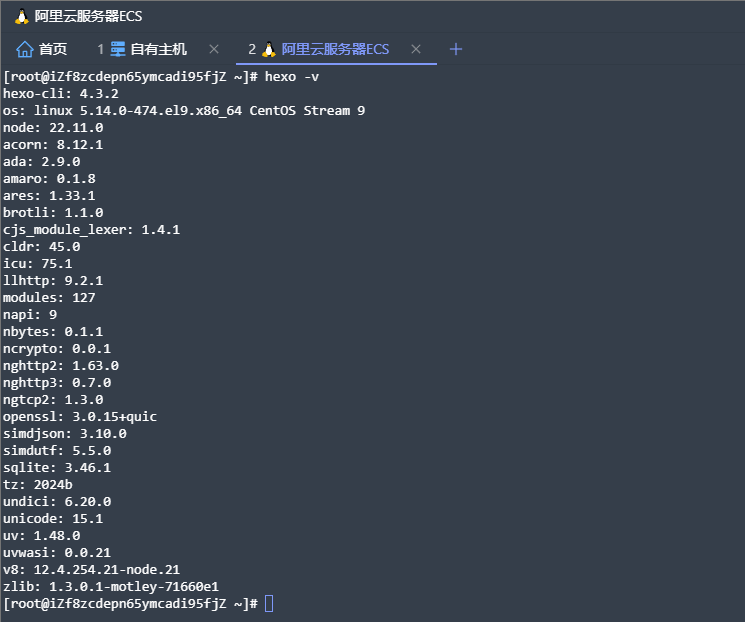 阿里云服务器ECS
首页 1 自有主机 × 2 阿里云服务器ECS × +
[root@iZf8zcdepn65ymcadi95fjZ ~]# hexo -v
hexo-cli: 4.3.2
os: linux 5.14.0-474.el9.x86_64 CentOS Stream 9
node: 22.11.0
acorn: 8.12.1
ada: 2.9.0
amaro: 0.1.8
ares: 1.33.1
brotli: 1.1.0
cjs_module_lexer: 1.4.1
cldr: 45.0
icu: 75.1
llhttp: 9.2.1
modules: 127
napi: 9
nbytes: 0.1.1
ncrypto: 0.0.1
nghttp2: 1.63.0
nghttp3: 0.7.0
ngtcp2: 1.3.0
openssl: 3.0.15+quic
simdjson: 3.10.0
simdutf: 5.5.0
sqlite: 3.46.1
tz: 2024b
undici: 6.20.0
unicode: 15.1
uv: 1.48.0
uvwasi: 0.0.21
v8: 12.4.254.21-node.21
zlib: 1.3.0.1-motley-71660e1
[root@iZf8zcdepn65ymcadi95fjZ ~]#